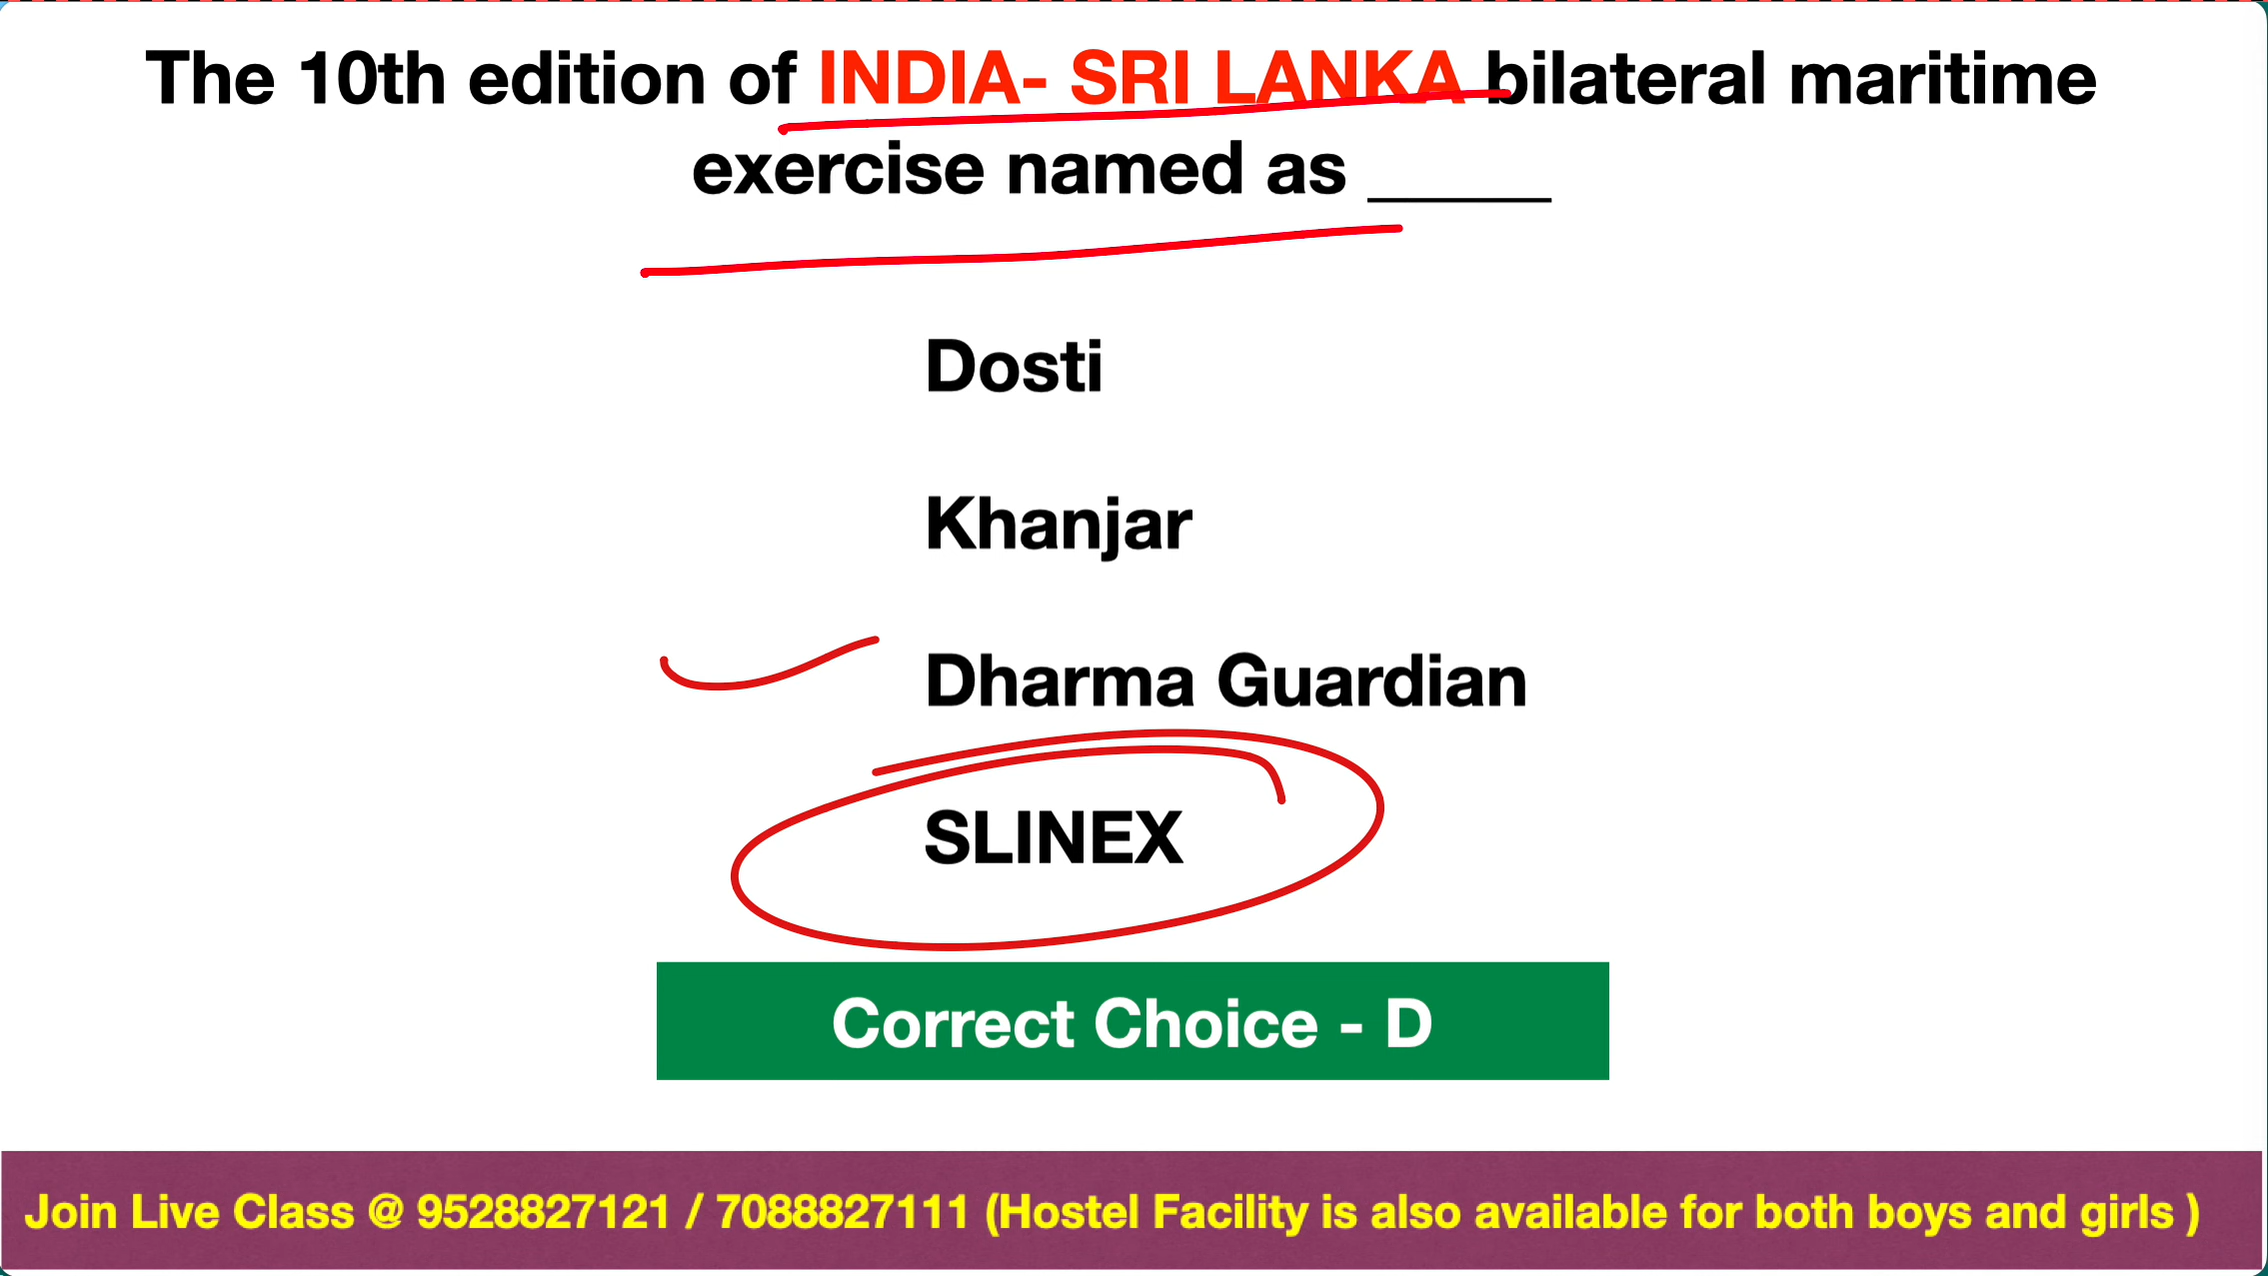 The 10th edition of INDIA- SRI LANKA bilateral maritime
exercise named as ______
Dosti
Khanjar
Dharma Guardian
SLINEX
Correct Choice - D
Join Live Class @ 9528827121 / 7088827111 (Hostel Facility is also available for both boys and girls )